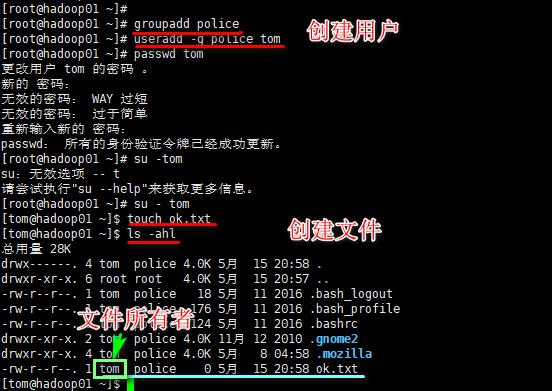 [root@hadoop01 ~]#
[root@hadoop01 ~]# groupadd police
[root@hadoop01 ~]# useradd -g police tom
创建用户
[root@hadoop01 ~]# passwd tom
更改用户 tom 的密码 。
新的 密码：
无效的密码： WAY 过短
无效的密码： 过于简单
重新输入新的 密码：
passwd： 所有的身份验证令牌已经成功更新。
[root@hadoop01 ~]# su -tom
su：无效选项 -- t
请尝试执行"su --help"来获取更多信息。
[root@hadoop01 ~]# su - tom
[tom@hadoop01 ~]$ touch ok.txt
[tom@hadoop01 ~]$ ls -ahl
创建文件
总用量 28K
drwx------. 4 tom  police 4.0K 5月  15 20:58 .
drwxr-xr-x. 6 root root   4.0K 5月  15 20:57 ..
-rw-r--r--. 1 tom  police   18 5月  11 2016 .bash_logout
-rw-r--r--. 1 tom  police  176 5月  11 2016 .bash_profile
文件所有者
-rw-r--r--. 124 5月  11 2016 .bashrc
drwxr-xr-x. 2 tom  police 4.0K 11月 12 2010 .gnome2
drwxr-xr-x. 4 tom  police 4.0K 5月   8 04:58 .mozilla
-rw-r--r--. 1 tom  police    0 5月  15 20:58 ok.txt
[tom@hadoop01 ~]$